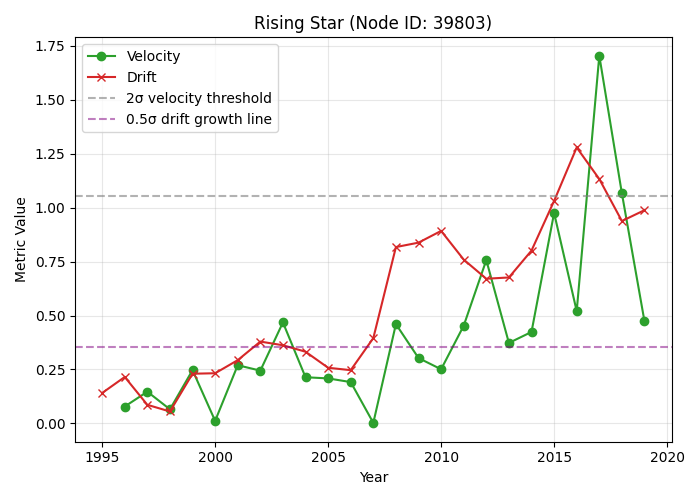 Rising Star (Node ID: 39803)
Velocity
Drift
2σ velocity threshold
0.5σ drift growth line
Metric Value
1.75
1.50
1.25
1.00
0.75
0.50
0.25
0.00
1995
2000
2005
2010
2015
2020
Year